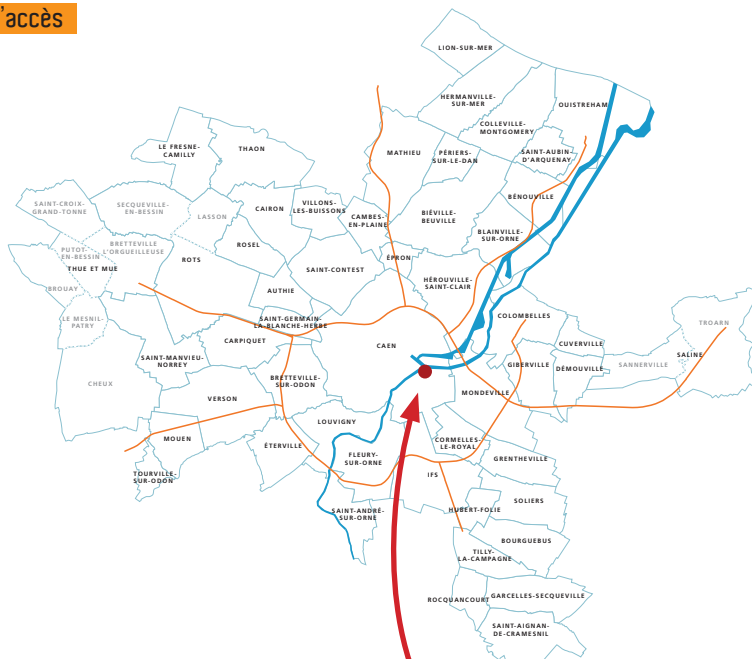 'accès
LION-SUR-MER
HERMANVILLE-
SUR-MER
OUISTREHAM
COLLEVILLE-
MONTGOMERY
LE FRESNE-
CAMILLY
THAON
MATHIEU
PÉRIERS-
SUR-LE-DAN
SAINT-AUBIN-
D'ARQUENAY
BÉNOUVILLE
SAINT-CROIX-
GRAND-TONNE
SECQUEVILLE-
EN-BESSIN
LASSON
CAIRON
VILLONS-
LES-BUISSONS
CAMBES-
EN-PLAINE
BIÉVILLE-
BEUVILLE
BLAINVILLE-
SUR-ORNE
PUTOT-
EN-BESSIN
BRETTEVILLE
L'ORGUEILLEUSE
ROSEL
THUE ET MUE
ROTS
ÉPRON
SAINT-CONTEST
BROUAY
AUTHIE
HÉROUVILLE-
SAINT-CLAIR
LE MESNIL-
PATRY
SAINT-GERMAIN-
LA-BLANCHE-HERBE
COLOMBELLES
TROARN
CARPIQUET
CAEN
CUVERVILLE
SALINE
SAINT-MANVIEU-
NORREY
GIBERVILLE
DÉMOUVILLE
SANNERVILLE
CHEUX
BRETTEVILLE-
SUR-ODON
VERSON
MONDEVILLE
LOUVIGNY
MOUEN
ÉTERVILLE
CORMELLES-
LE-ROYAL
FLEURY-
SUR-ORNE
GRENTHEVILLE
TOURVILLE-
SUR-ODON
IFS
SOLIERS
SAINT-ANDRÉ-
SUR-ORNE
HUBERT-FOLIE
BOURGUEBUS
TILLY-
LA-CAMPAGNE
ROCQUANCOURT
GARCELLES-SECQUEVILLE
SAINT-AIGNAN-
DE-CRAMESNIL